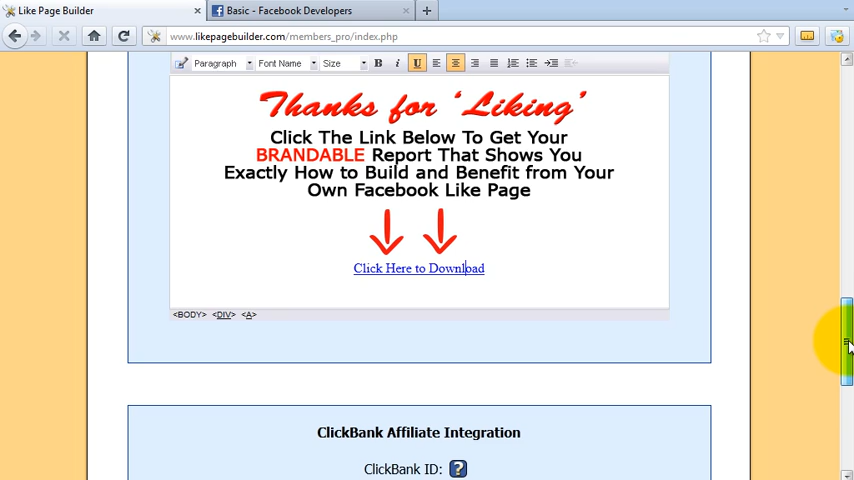 Like Page Builder
Basic - Facebook Developers
www.likepagebuilder.com/members_pro/index.php
Paragraph Font Name Size B i U
Thanks for ‘Liking’
Click The Link Below To Get Your
BRANDABLE Report That Shows You
Exactly How to Build and Benefit from Your
Own Facebook Like Page
Click Here to Download
<BODY> <DIV> <A>
ClickBank Affiliate Integration
ClickBank ID: ?